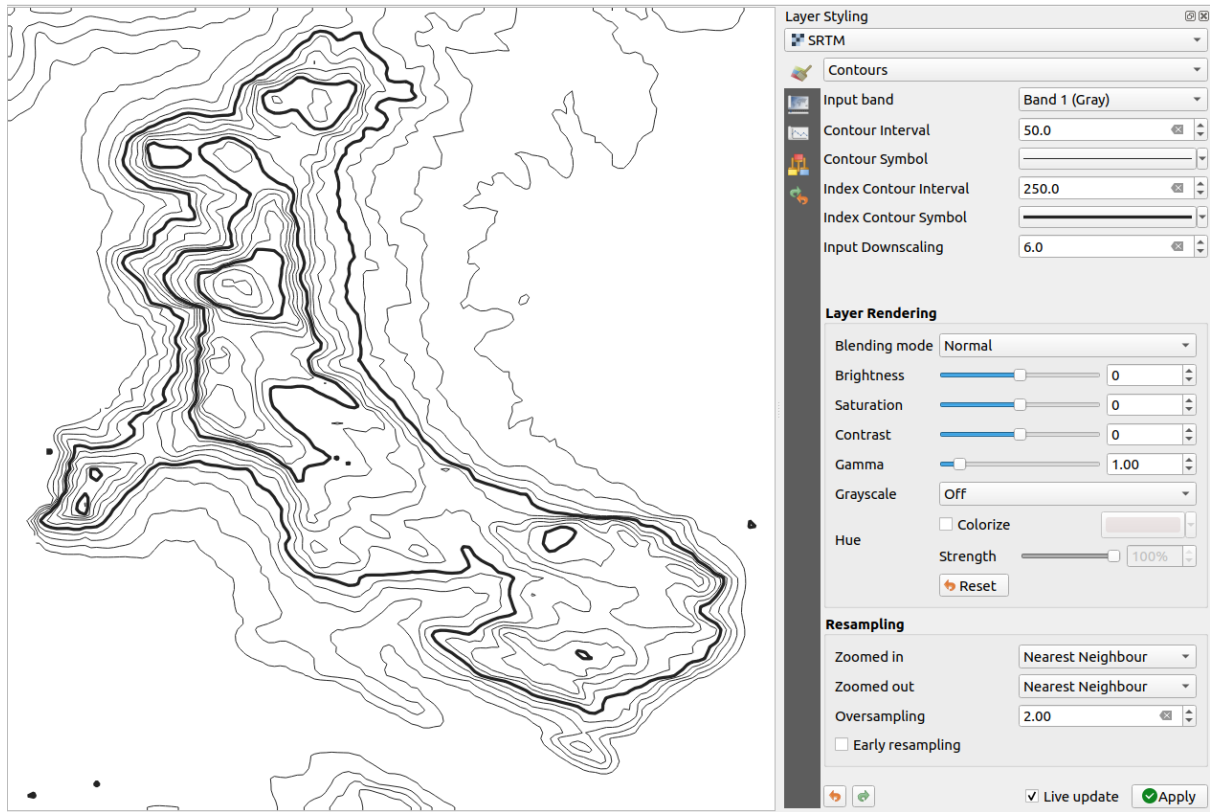 Layer Styling
SRTM
Contours
Input band Band 1 (Gray)
Contour Interval 50.0
Contour Symbol
Index Contour Interval 250.0
Index Contour Symbol
Input Downscaling 6.0
Layer Rendering
Blending mode Normal
Brightness 0
Saturation 0
Contrast 0
Gamma 1.00
Grayscale Off
Colorize
Hue
Strength 100%
Reset
Resampling
Zoomed in Nearest Neighbour
Zoomed out Nearest Neighbour
Oversampling 2.00
Early resampling
Live update Apply